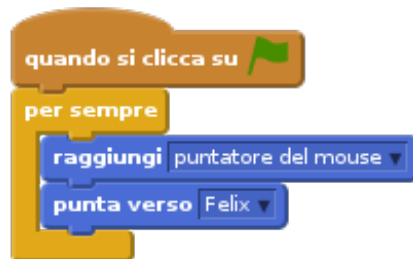 quando si clicca su
per sempre
raggiungi puntatore del mouse
punta verso Felix